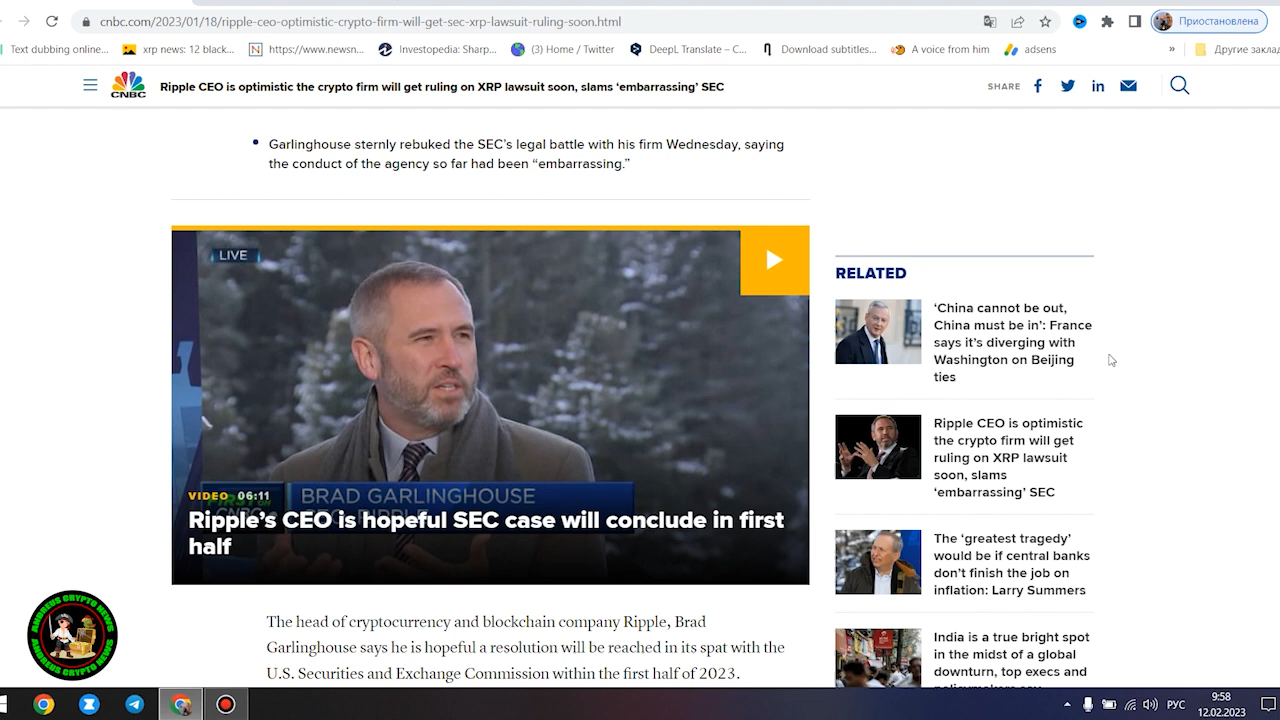 cnbc.com/2023/01/18/ripple-ceo-optimistic-crypto-firm-will-get-sec-xrp-lawsuit-ruling-soon.html
Приостановлена
Text dubbing online...
xrp news: 12 black...
https://www.newsn...
Investopedia: Sharp...
(3) Home / Twitter
DeepL Translate – C...
Download subtitles...
A voice from him
adsens
»
Другие закла
CNBC
Ripple CEO is optimistic the crypto firm will get ruling on XRP lawsuit soon, slams ‘embarrassing’ SEC
SHARE
Garlinghouse sternly rebuked the SEC’s legal battle with his firm Wednesday, saying
the conduct of the agency so far had been “embarrassing.”
LIVE
BRAD GARLINGHOUSE
VIDEO 06:11
Ripple’s CEO is hopeful SEC case will conclude in first
half
The head of cryptocurrency and blockchain company Ripple, Brad
Garlinghouse says he is hopeful a resolution will be reached in its spat with the
U.S. Securities and Exchange Commission within the first half of 2023.
RELATED
‘China cannot be out,
China must be in’: France
says it’s diverging with
Washington on Beijing
ties
Ripple CEO is optimistic
the crypto firm will get
ruling on XRP lawsuit
soon, slams
‘embarrassing’ SEC
The ‘greatest tragedy’
would be if central banks
don’t finish the job on
inflation: Larry Summers
India is a true bright spot
in the midst of a global
downturn, top execs and
ANDREUS CRYPTO NEWS
ANDREUS CRYPTO NEWS
РУС
9:58
12.02.2023